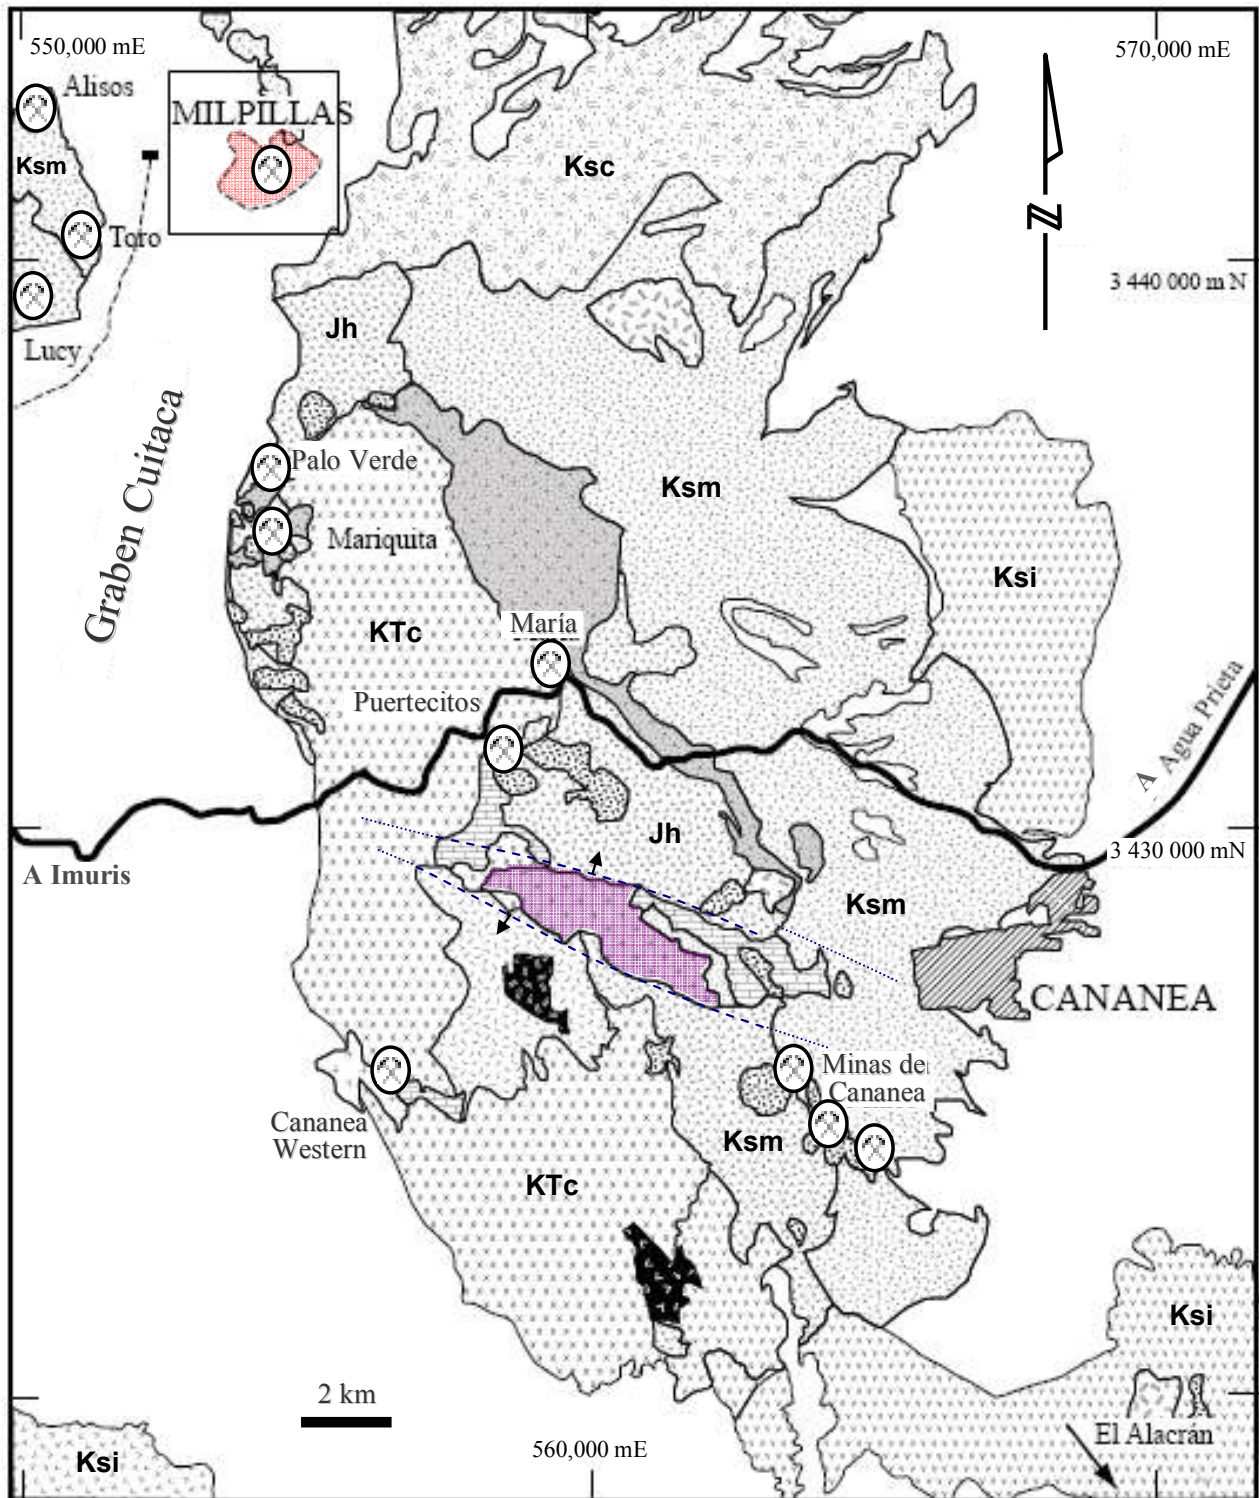 550,000 mE
570,000 mE
Alisos
MILPILLAS
Ksm
Ksc
Toro
3 440 000 m N
Jh
Lucy
Graben Cuitaca
Palo Verde
Ksm
Mariquita
Ksi
KTc
María
Puertecitos
A Agua Prieta
Jh
3 430 000 mN
A Imuris
Ksm
CANANEA
Minas de
Cananea
Cananea
Western
Ksm
KTc
Ksi
2 km
El Alacrán
560,000 mE
Ksi
N